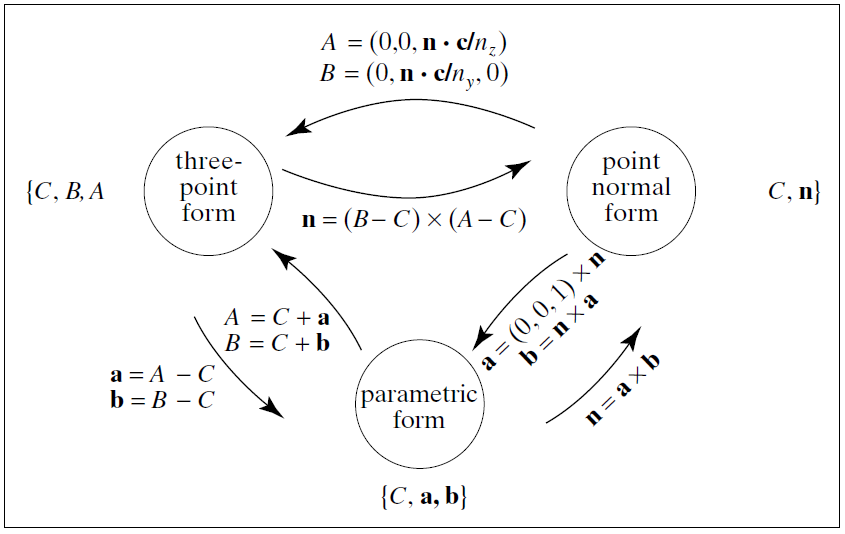 A = (0,0, n · c/n_z)
B = (0, n · c/n_y, 0)
three-
point
form
{C, B, A
n = (B – C) × (A – C)
point
normal
form
C, n}
A = C + a
B = C + b
a = A – C
b = B – C
a = (0, 0, 1) × n
b = n × a
n = a × b
parametric
form
{C, a, b}